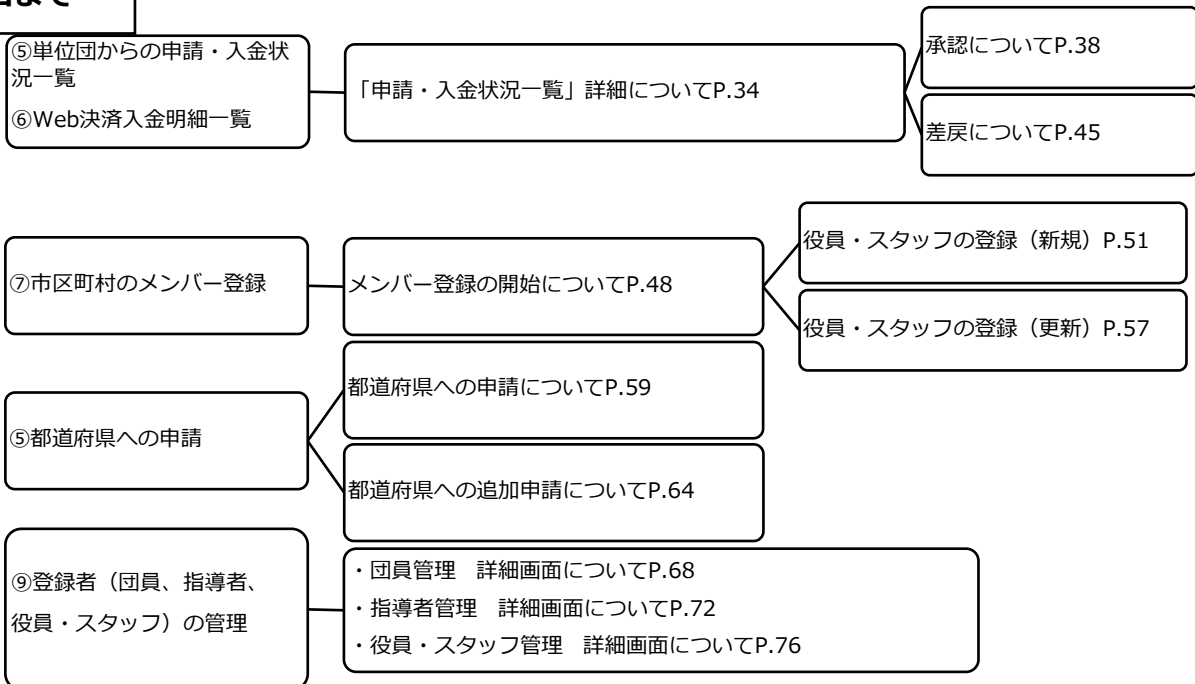 ⑤単位団からの申請・入金状
況一覧
⑥Web決済入金明細一覧
「申請・入金状況一覧」詳細についてP.34
承認についてP.38
差戻についてP.45
⑦市区町村のメンバー登録
メンバー登録の開始についてP.48
役員・スタッフの登録（新規）P.51
役員・スタッフの登録（更新）P.57
⑤都道府県への申請
都道府県への申請についてP.59
都道府県への追加申請についてP.64
⑨登録者（団員、指導者、
役員・スタッフ）の管理
・団員管理　詳細画面についてP.68
・指導者管理　詳細画面についてP.72
・役員・スタッフ管理　詳細画面についてP.76